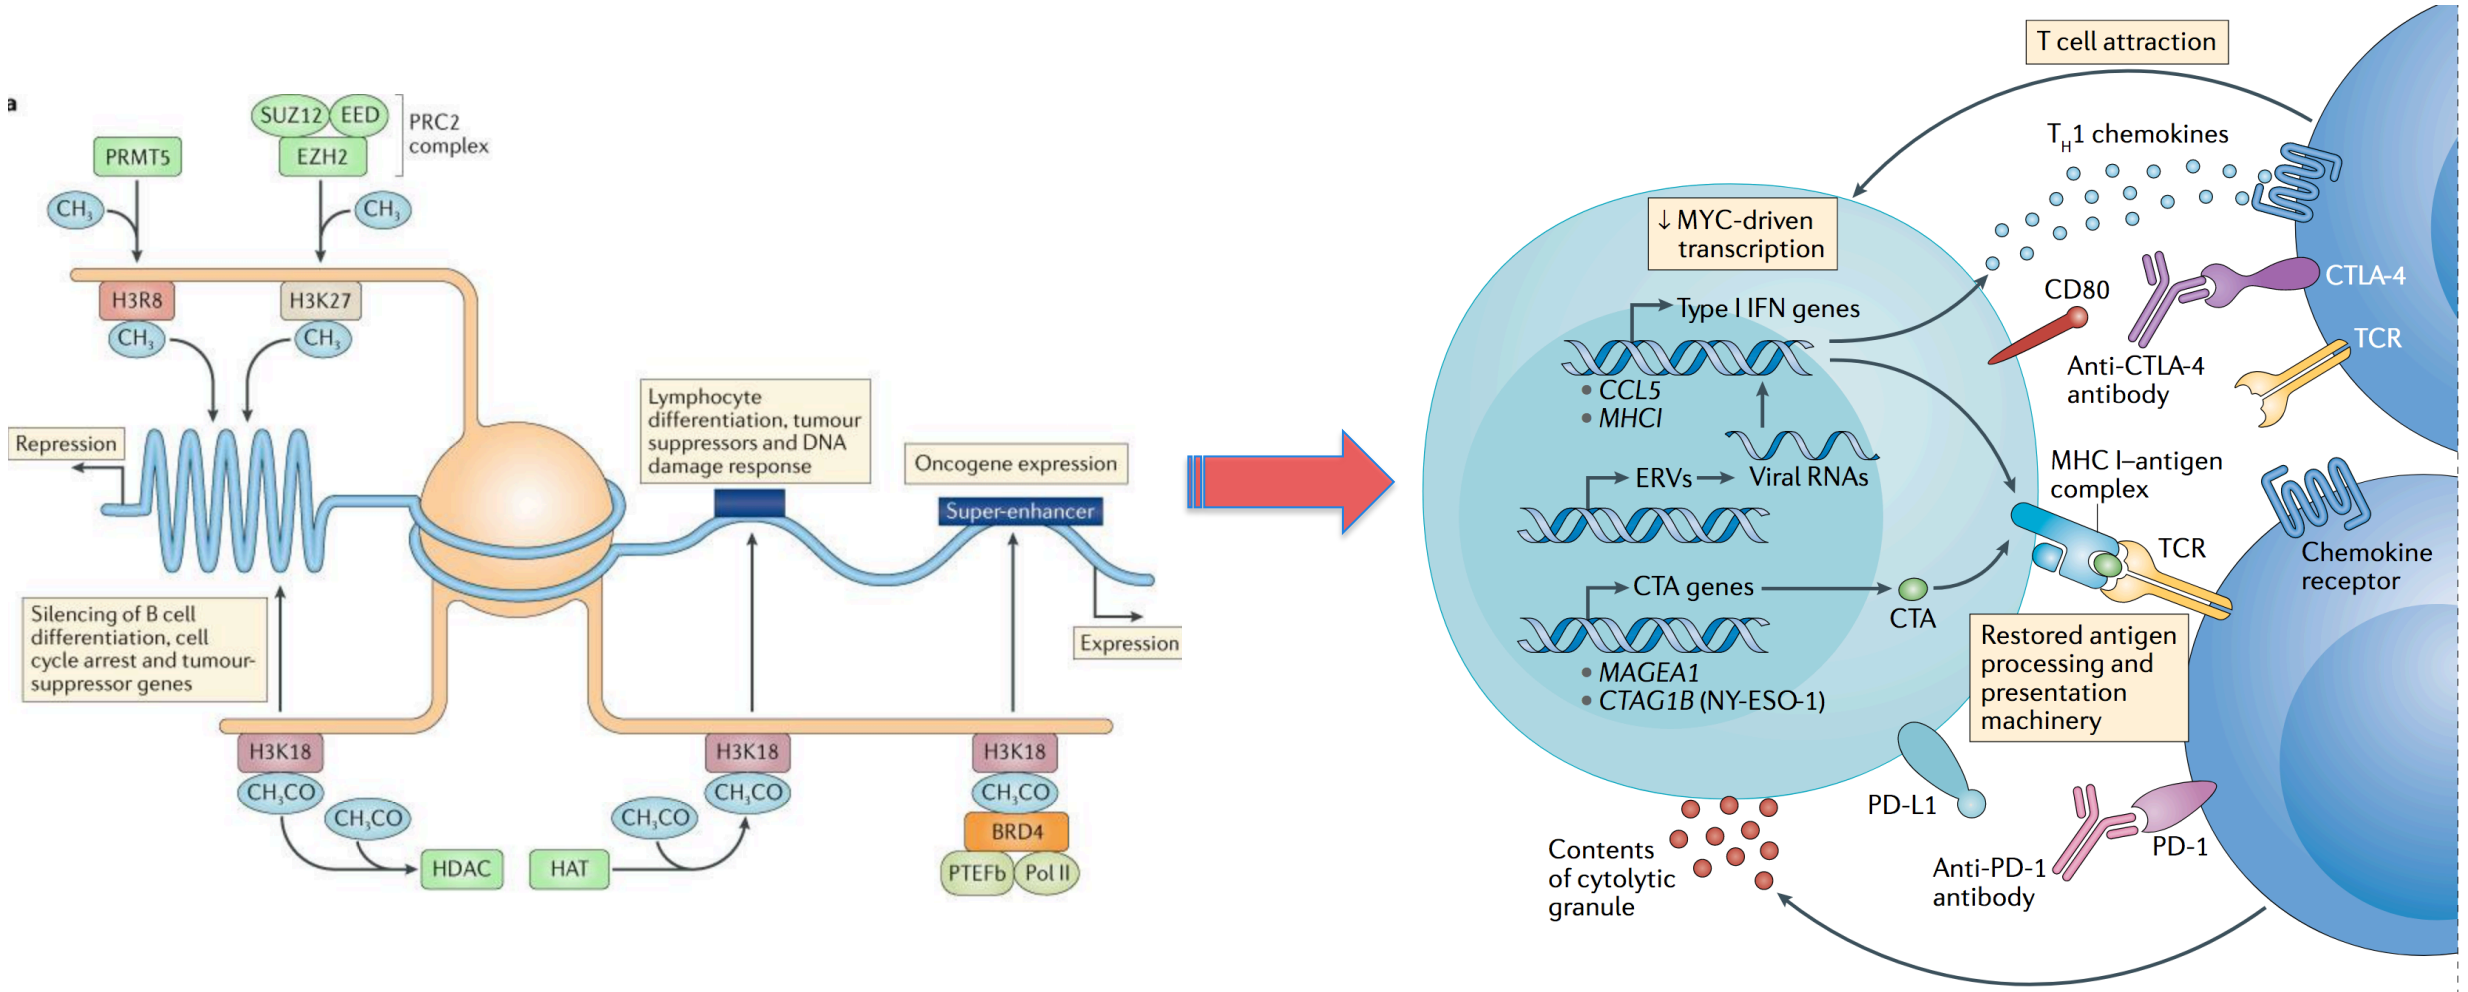 a
SUZ12
EED
PRC2
complex
PRMT5
EZH2
CH₃
CH₃
H3R8
H3K27
CH₃
CH₃
Repression
Lymphocyte
differentiation, tumour
suppressors and DNA
damage response
Oncogene expression
Super-enhancer
Expression
Silencing of B cell
differentiation, cell
cycle arrest and tumour-
suppressor genes
H3K18
H3K18
H3K18
CH₃CO
CH₃CO
CH₃CO
CH₃CO
CH₃CO
BRD4
HDAC
HAT
PTEFb
Pol II
T cell attraction
T_H1 chemokines
↓ MYC-driven
transcription
Type I IFN genes
• CCL5
• MHCI
ERVs
Viral RNAs
CTA genes
CTA
• MAGEA1
• CTAG1B (NY-ESO-1)
CD80
CTLA-4
Anti-CTLA-4
antibody
TCR
MHC I–antigen
complex
TCR
Chemokine
receptor
Restored antigen
processing and
presentation
machinery
PD-L1
PD-1
Anti-PD-1
antibody
Contents
of cytolytic
granule